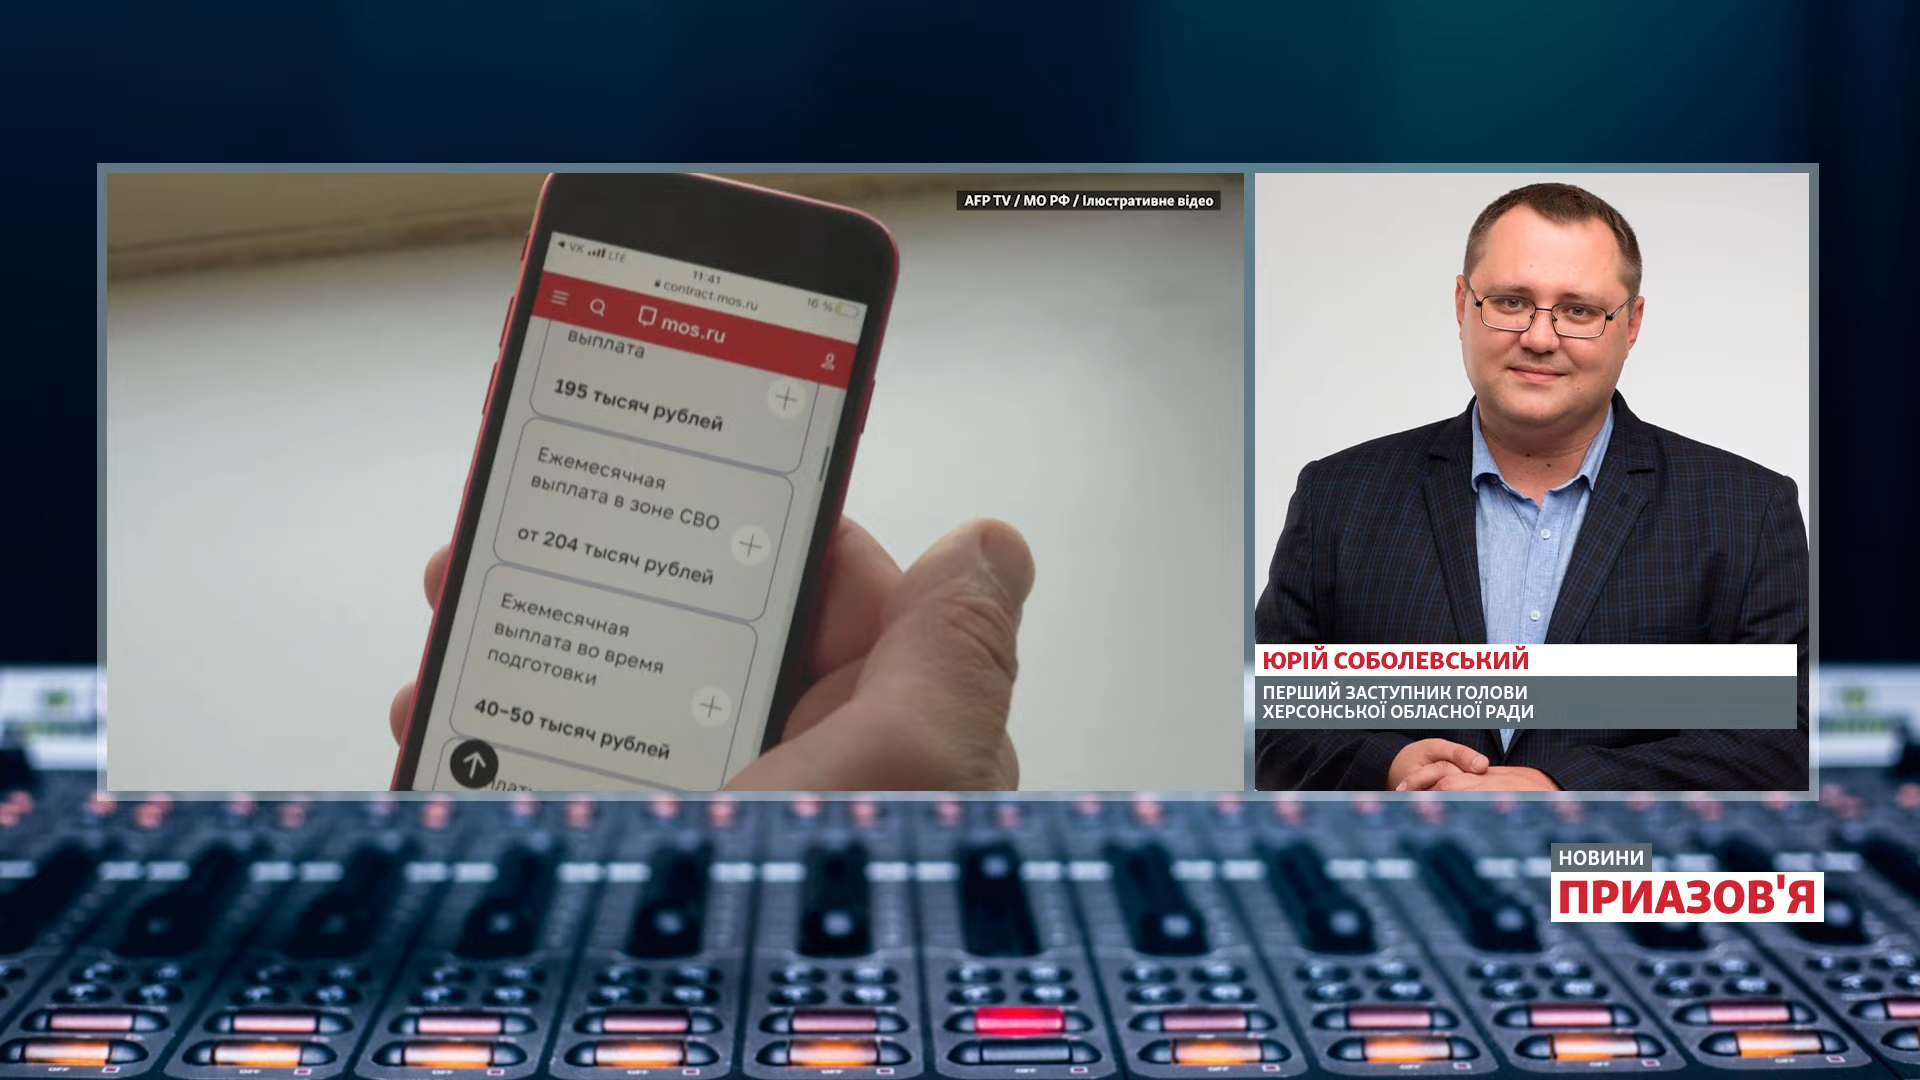 AFP TV / МО РФ / Ілюстративне відео
VK LTE
11:41
16 %
contract.mos.ru
mos.ru
выплата
195 тысяч рублей
Ежемесячная
выплата в зоне СВО
от 204 тысяч рублей
Ежемесячная
выплата во время
подготовки
40–50 тысяч рублей
ЮРІЙ СОБОЛЕВСЬКИЙ
ПЕРШИЙ ЗАСТУПНИК ГОЛОВИ
ХЕРСОНСЬКОЇ ОБЛАСНОЇ РАДИ
НОВИНИ
ПРИАЗОВ'Я